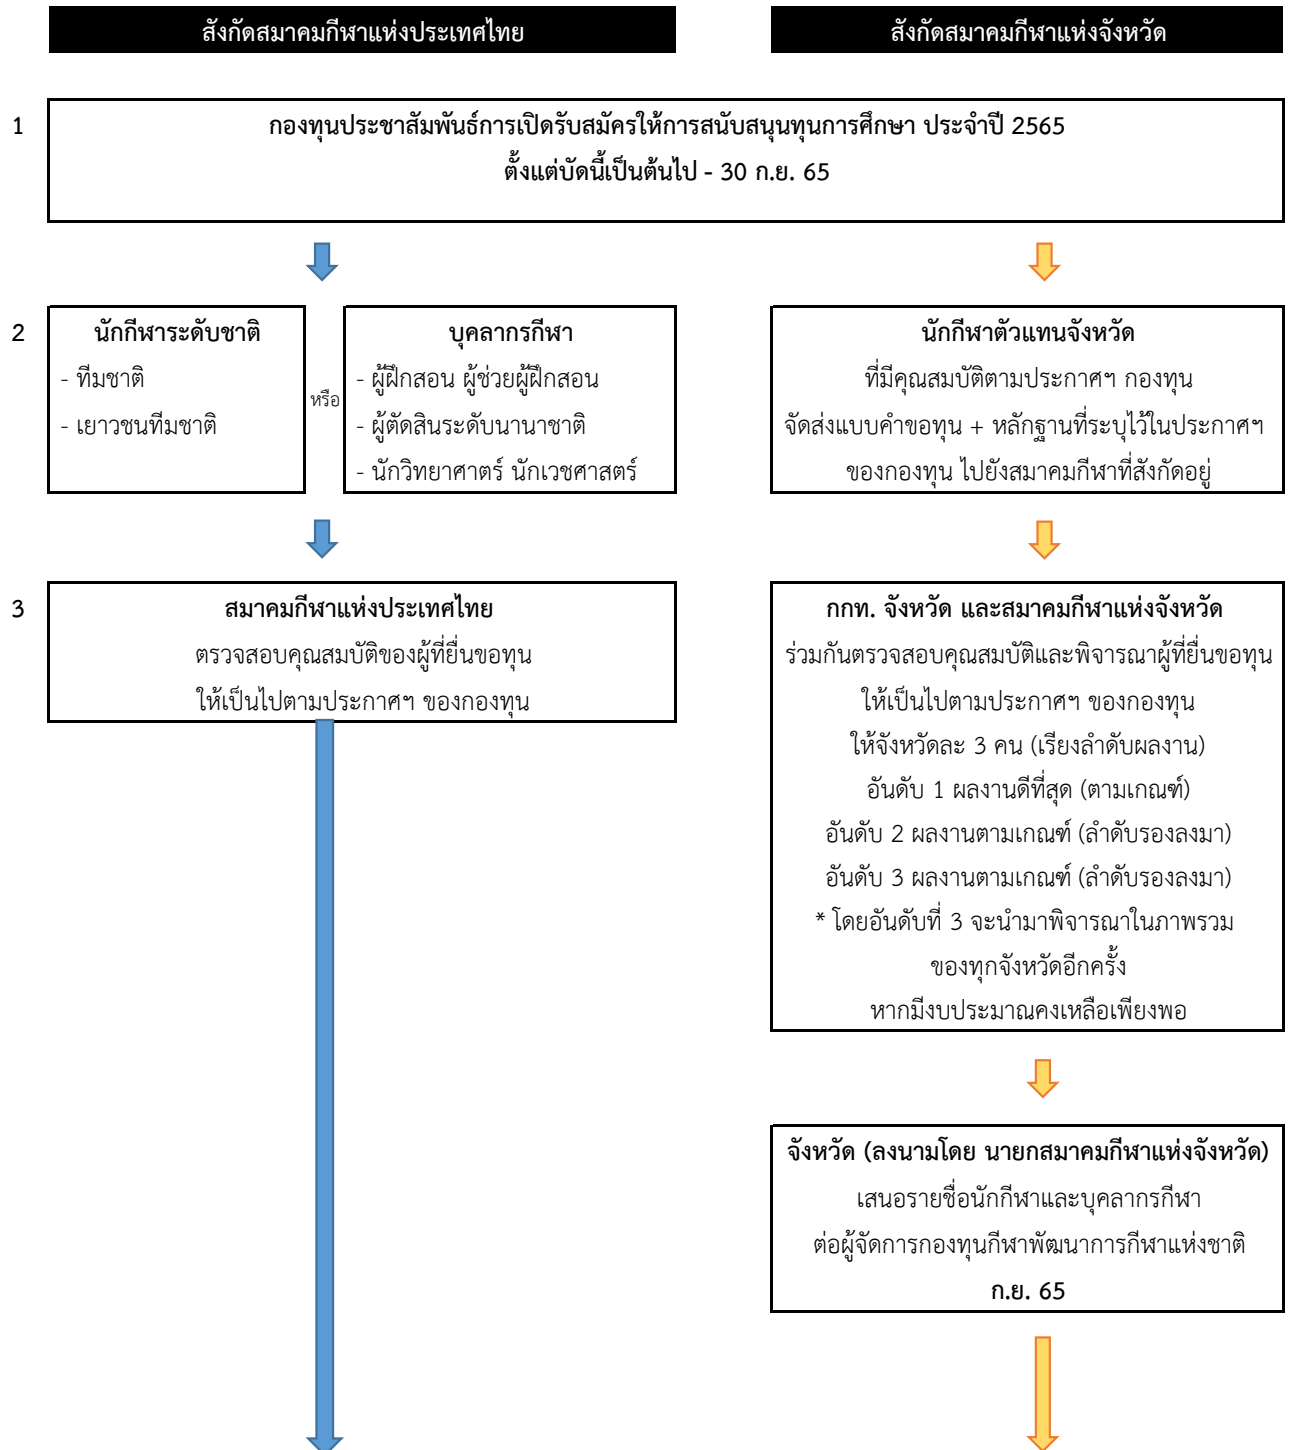 สังกัดสมาคมกีฬาแห่งประเทศไทย
สังกัดสมาคมกีฬาแห่งจังหวัด
1
กองทุนประชาสัมพันธ์การเปิดรับสมัครให้การสนับสนุนทุนการศึกษา ประจำปี 2565
ตั้งแต่บัดนี้เป็นต้นไป - 30 ก.ย. 65
2
นักกีฬาระดับชาติ
- ทีมชาติ
- เยาวชนทีมชาติ
หรือ
บุคลากรกีฬา
- ผู้ฝึกสอน ผู้ช่วยผู้ฝึกสอน
- ผู้ตัดสินระดับนานาชาติ
- นักวิทยาศาตร์ นักเวชศาสตร์
นักกีฬาตัวแทนจังหวัด
ที่มีคุณสมบัติตามประกาศฯ กองทุน
จัดส่งแบบคำขอทุน + หลักฐานที่ระบุไว้ในประกาศฯ
ของกองทุน ไปยังสมาคมกีฬาที่สังกัดอยู่
3
สมาคมกีฬาแห่งประเทศไทย
ตรวจสอบคุณสมบัติของผู้ที่ยื่นขอทุน
ให้เป็นไปตามประกาศฯ ของกองทุน
กกท. จังหวัด และสมาคมกีฬาแห่งจังหวัด
ร่วมกันตรวจสอบคุณสมบัติและพิจารณาผู้ที่ยื่นขอทุน
ให้เป็นไปตามประกาศฯ ของกองทุน
ให้จังหวัดละ 3 คน (เรียงลำดับผลงาน)
อันดับ 1 ผลงานดีที่สุด (ตามเกณฑ์)
อันดับ 2 ผลงานตามเกณฑ์ (ลำดับรองลงมา)
อันดับ 3 ผลงานตามเกณฑ์ (ลำดับรองลงมา)
* โดยอันดับที่ 3 จะนำมาพิจารณาในภาพรวม
ของทุกจังหวัดอีกครั้ง
หากมีงบประมาณคงเหลือเพียงพอ
จังหวัด (ลงนามโดย นายกสมาคมกีฬาแห่งจังหวัด)
เสนอรายชื่อนักกีฬาและบุคลากรกีฬา
ต่อผู้จัดการกองทุนกีฬาพัฒนาการกีฬาแห่งชาติ
ก.ย. 65